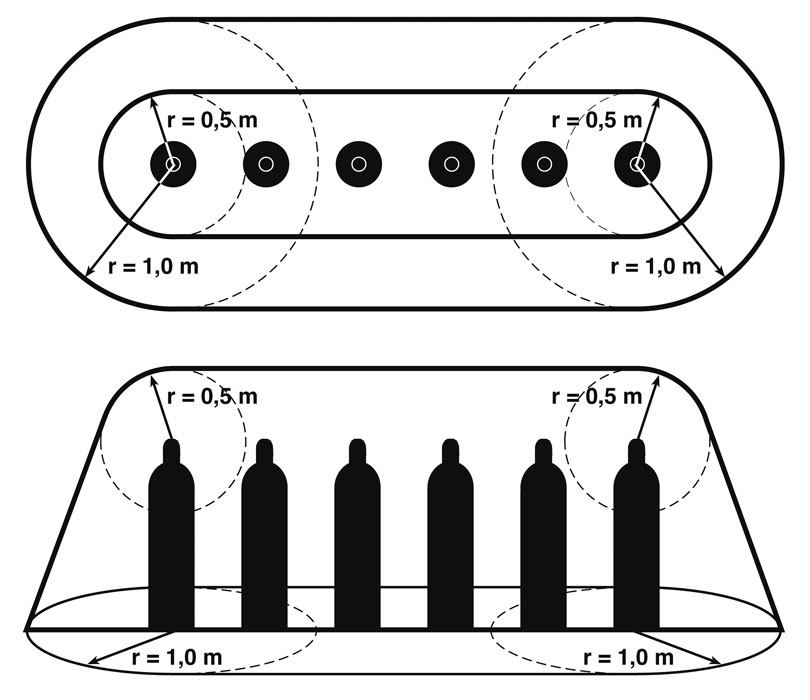 r = 0,5 m
r = 0,5 m
r = 1,0 m
r = 1,0 m
r = 0,5 m
r = 0,5 m
r = 1,0 m
r = 1,0 m